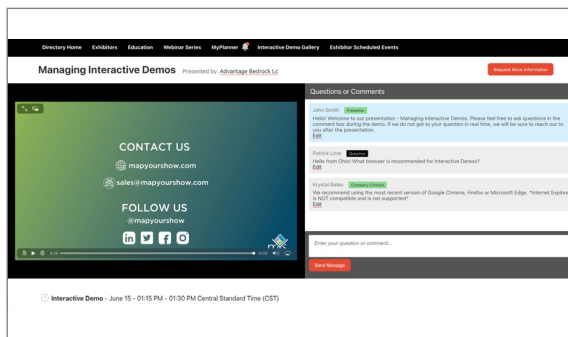 Directory Home Exhibitors Education Webinar Series MyPlanner Interactive Demo Gallery Exhibitor Scheduled Events
Managing Interactive Demos Presented by: Advantage Bedrock Lc
Request More Information
CONTACT US
mapyourshow.com
sales@mapyourshow.com
FOLLOW US
@mapyourshow
Questions or Comments
John Smith Presenter
Hello! Welcome to our presentation - Managing Interactive Demos. Please feel free to ask questions in the
comment box during the demo. If we do not get to your question in real time, we will be sure to reach out to
you after the presentation.
Edit
Patrick Love Question
Hello from Ohio! What browser is recommended for Interactive Demos?
Edit
Krystal Bates Company Contact
We recommend using the most recent version of Google Chrome, Firefox or Microsoft Edge. *Internet Explore
is NOT compatible and is not supported*
Edit
Enter your question or comment...
Send Message
Interactive Demo - June 15 - 01:15 PM - 01:30 PM Central Standard Time (CST)